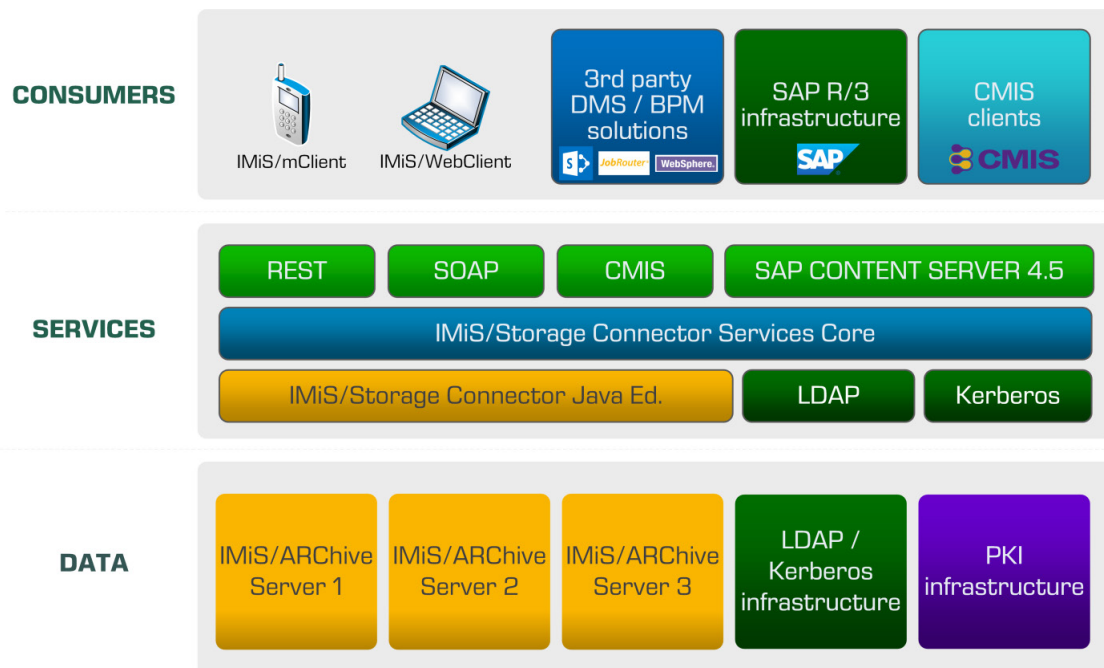 CONSUMERS
IMiS/mClient
IMiS/WebClient
3rd party
DMS / BPM
solutions
S
JobRouter
WebSphere.
SAP R/3
infrastructure
SAP
CMIS
clients
CMIS
SERVICES
REST
SOAP
CMIS
SAP CONTENT SERVER 4.5
IMiS/Storage Connector Services Core
IMiS/Storage Connector Java Ed.
LDAP
Kerberos
DATA
IMiS/ARChive
Server 1
IMiS/ARChive
Server 2
IMiS/ARChive
Server 3
LDAP /
Kerberos
infrastructure
PKI
infrastructure